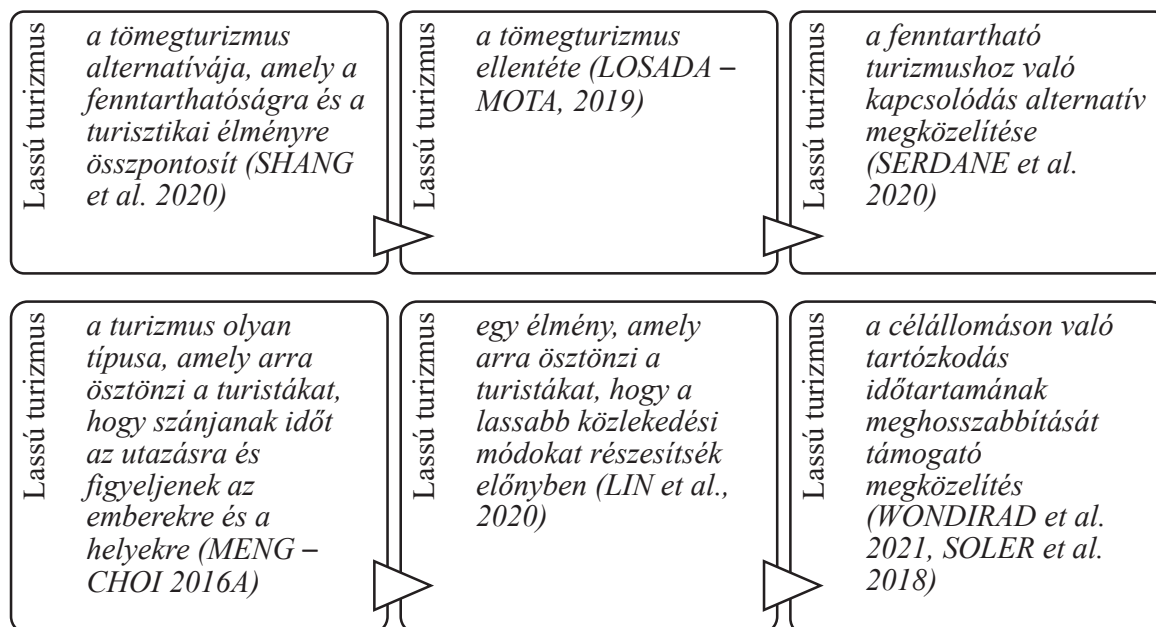 Lassú turizmus
a tömegturizmus
alternatívája, amely a
fenntarthatóságra és a
turisztikai élményre
összpontosít (SHANG
et al. 2020)
Lassú turizmus
a tömegturizmus
ellentéte (LOSADA –
MOTA, 2019)
Lassú turizmus
a fenntartható
turizmushoz való
kapcsolódás alternatív
megközelítése
(SERDANE et al.
2020)
Lassú turizmus
a turizmus olyan
típusa, amely arra
ösztönzi a turistákat,
hogy szánjanak időt
az utazásra és
figyeljenek az
emberekre és a
helyekre (MENG –
CHOI 2016A)
Lassú turizmus
egy élmény, amely
arra ösztönzi a
turistákat, hogy a
lassabb közlekedési
módokat részesítsék
előnyben (LIN et al.,
2020)
Lassú turizmus
a célállomáson való
tartózkodás
időtartamának
meghosszabbítását
támogató
megközelítés
(WONDIRAD et al.
2021, SOLER et al.
2018)